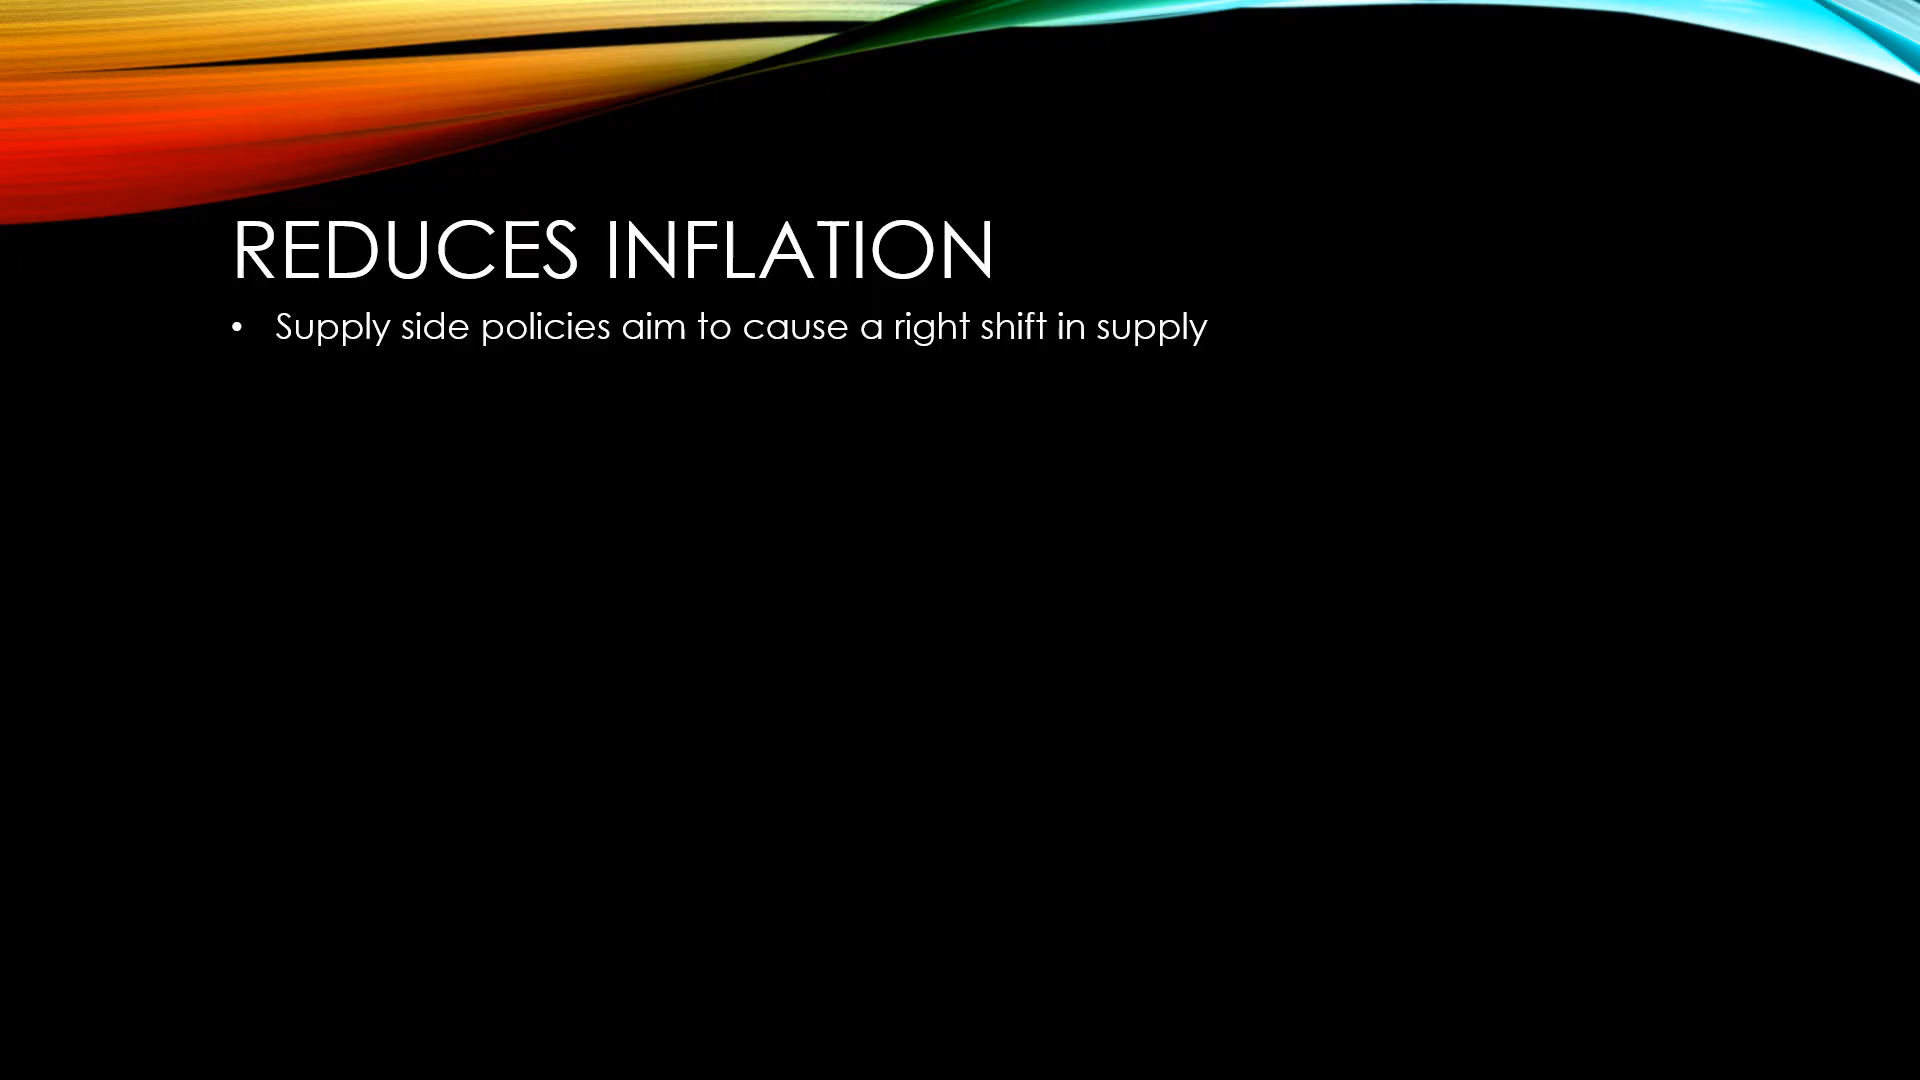 REDUCES INFLATION
• Supply side policies aim to cause a right shift in supply